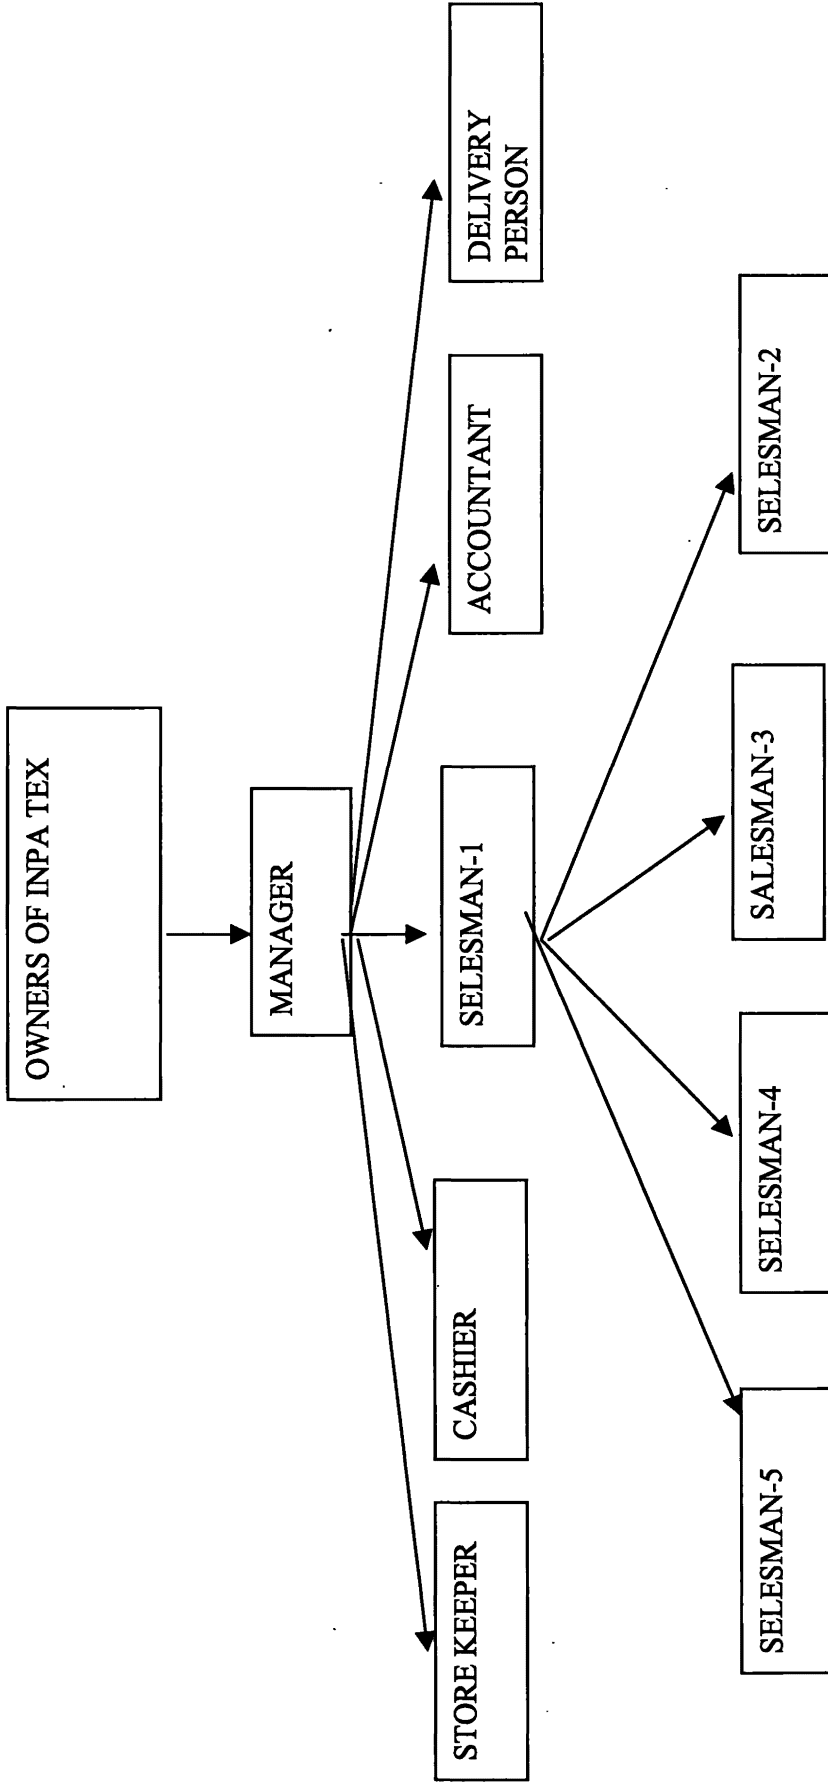 OWNERS OF INPA TEX
MANAGER
STORE KEEPER
CASHIER
SELESMAN-1
ACCOUNTANT
DELIVERY
PERSON
SELESMAN-5
SELESMAN-4
SALESMAN-3
SELESMAN-2